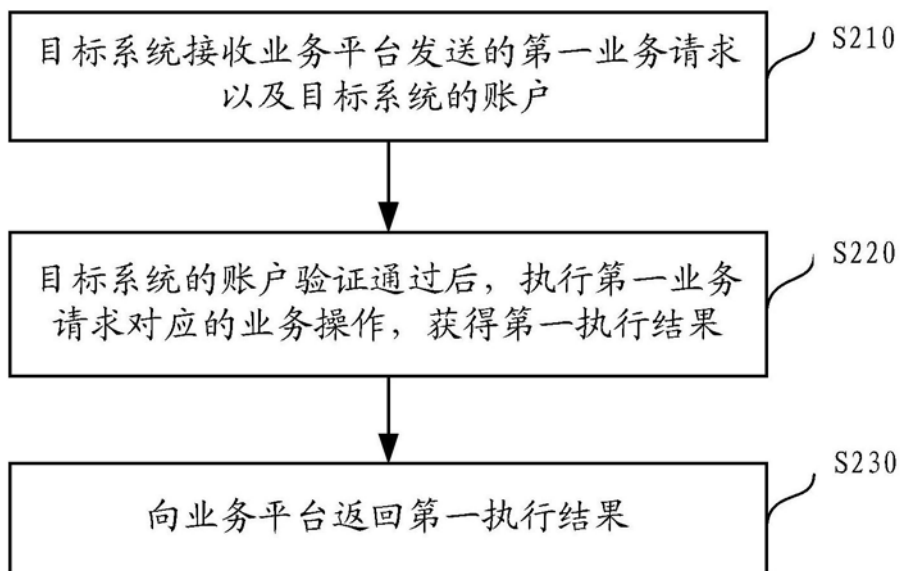 目标系统接收业务平台发送的第一业务请求
以及目标系统的账户
S210
目标系统的账户验证通过后，执行第一业务
请求对应的业务操作，获得第一执行结果
S220
向业务平台返回第一执行结果
S230